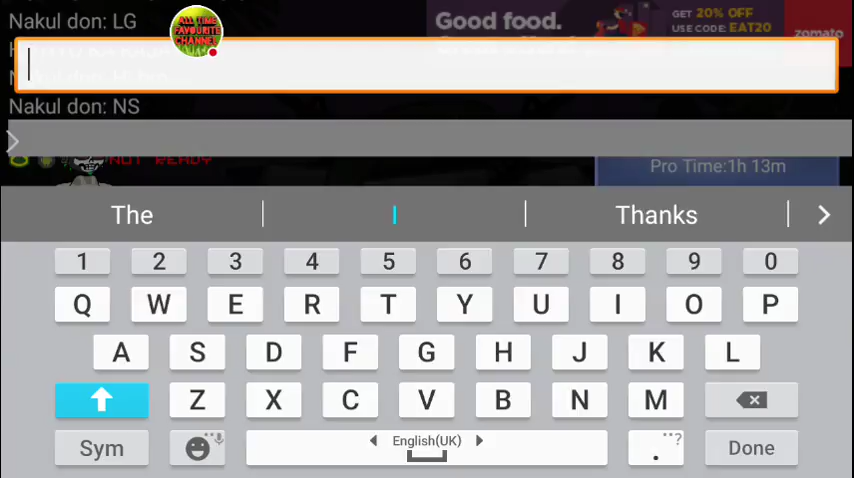 Nakul don: LG
ALL TIME
FAVOURITE
CHANNEL
Good food.
GET 20% OFF
USE CODE: EAT20
zomato
Nakul don: NS
NOT READY
Pro Time:1h 13m
The I Thanks
1 2 3 4 5 6 7 8 9 0
Q W E R T Y U I O P
A S D F G H J K L
Z X C V B N M
Sym English(UK) . ? Done